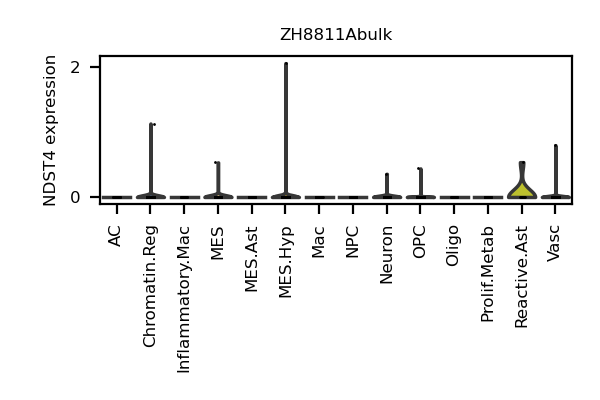 ZH8811Abulk
NDST4 expression
2
0
AC
Chromatin.Reg
Inflammatory.Mac
MES
MES.Ast
MES.Hyp
Mac
NPC
Neuron
OPC
Oligo
Prolif.Metab
Reactive.Ast
Vasc